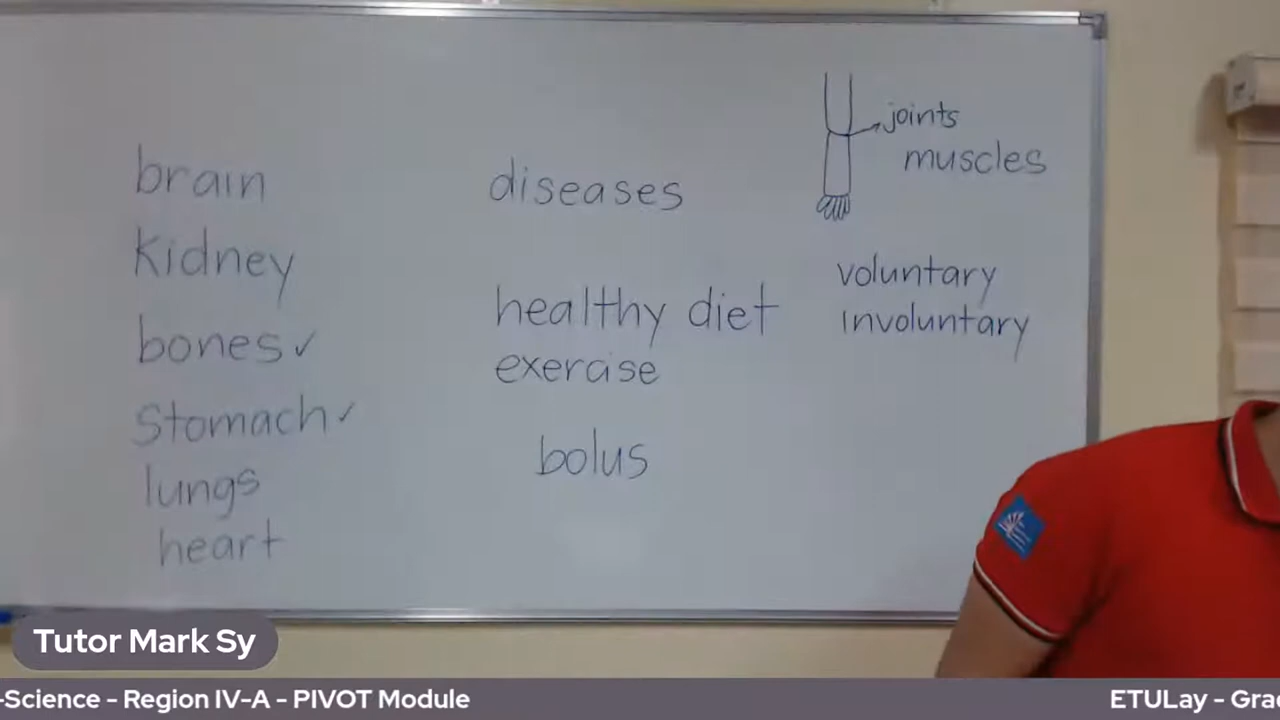 brain
kidney
bones✓
stomach✓
lungs
heart
diseases
healthy diet
exercise
bolus
joints
muscles
voluntary
involuntary
Tutor Mark Sy
-Science - Region IV-A - PIVOT Module
ETULay - Grad